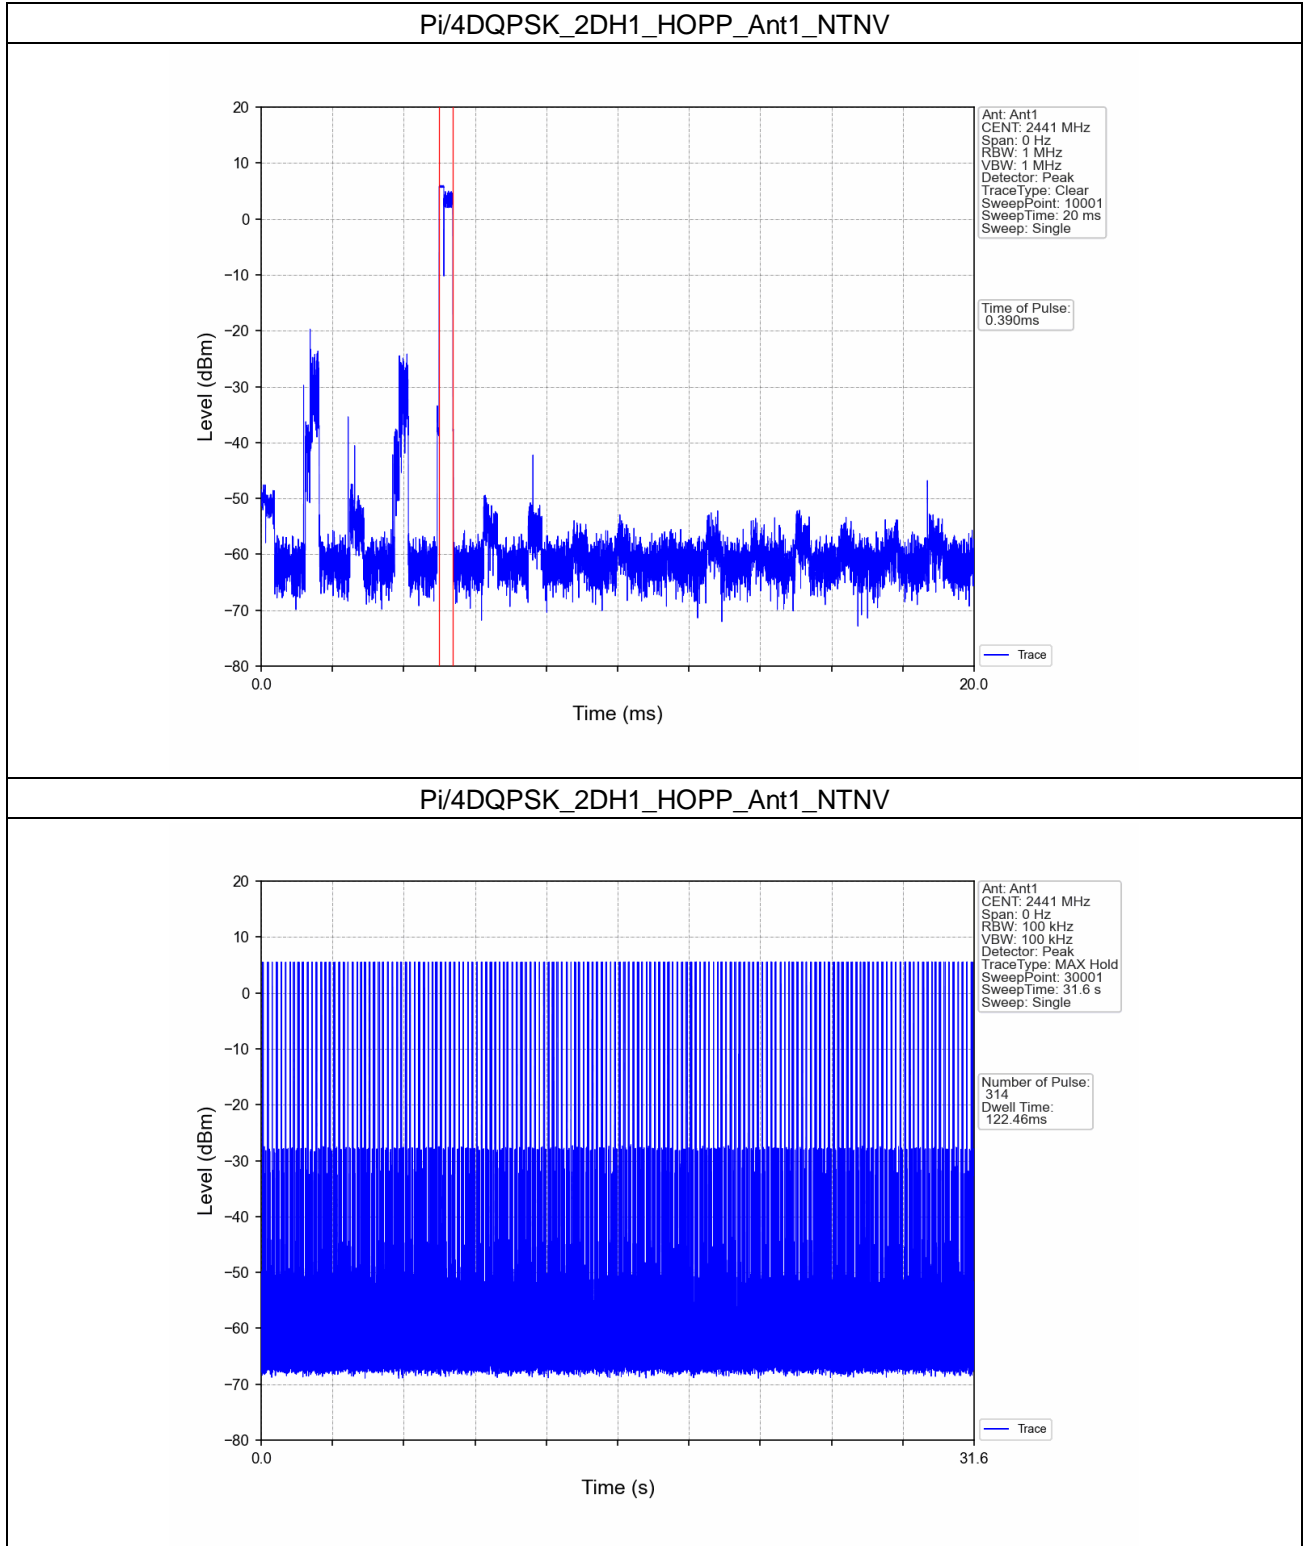 Pi/4DQPSK_2DH1_HOPP_Ant1_NTNV
20
10
0
−10
−20
−30
−40
−50
−60
−70
−80
Level (dBm)
0.0
20.0
Time (ms)
Ant: Ant1
CENT: 2441 MHz
Span: 0 Hz
RBW: 1 MHz
VBW: 1 MHz
Detector: Peak
TraceType: Clear
SweepPoint: 10001
SweepTime: 20 ms
Sweep: Single
Time of Pulse:
0.390ms
Trace
Pi/4DQPSK_2DH1_HOPP_Ant1_NTNV
20
10
0
−10
−20
−30
−40
−50
−60
−70
−80
Level (dBm)
0.0
31.6
Time (s)
Ant: Ant1
CENT: 2441 MHz
Span: 0 Hz
RBW: 100 kHz
VBW: 100 kHz
Detector: Peak
TraceType: MAX Hold
SweepPoint: 30001
SweepTime: 31.6 s
Sweep: Single
Number of Pulse:
314
Dwell Time:
122.46ms
Trace